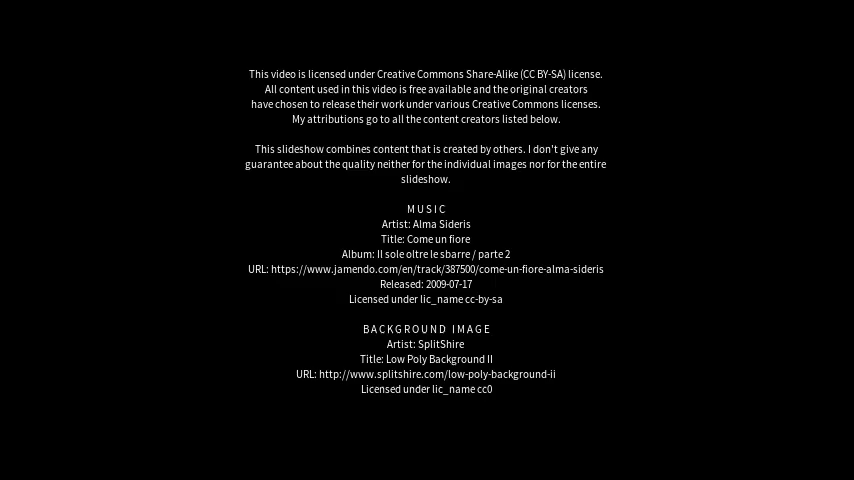 This video is licensed under Creative Commons Share-Alike (CC BY-SA) license.
All content used in this video is free available and the original creators
have chosen to release their work under various Creative Commons licenses.
My attributions go to all the content creators listed below.
This slideshow combines content that is created by others. I don't give any
guarantee about the quality neither for the individual images nor for the entire
slideshow.
MUSIC
Artist: Alma Sideris
Title: Come un fiore
Album: Il sole oltre le sbarre / parte 2
URL: https://www.jamendo.com/en/track/387500/come-un-fiore-alma-sideris
Released: 2009-07-17
Licensed under lic_name cc-by-sa
BACKGROUND IMAGE
Artist: SplitShire
Title: Low Poly Background II
URL: http://www.splitshire.com/low-poly-background-ii
Licensed under lic_name cc0